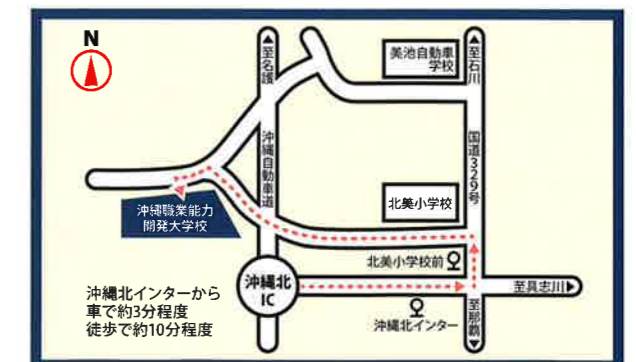 N
▲至名護
沖縄自動車道
美池自動車
学校
▲至石川
国道329号
北美小学校
沖縄職業能力
開発大学校
北美小学校前
沖縄北
IC
至具志川▶
沖縄北インター
至那覇▼
沖縄北インターから
車で約3分程度
徒歩で約10分程度